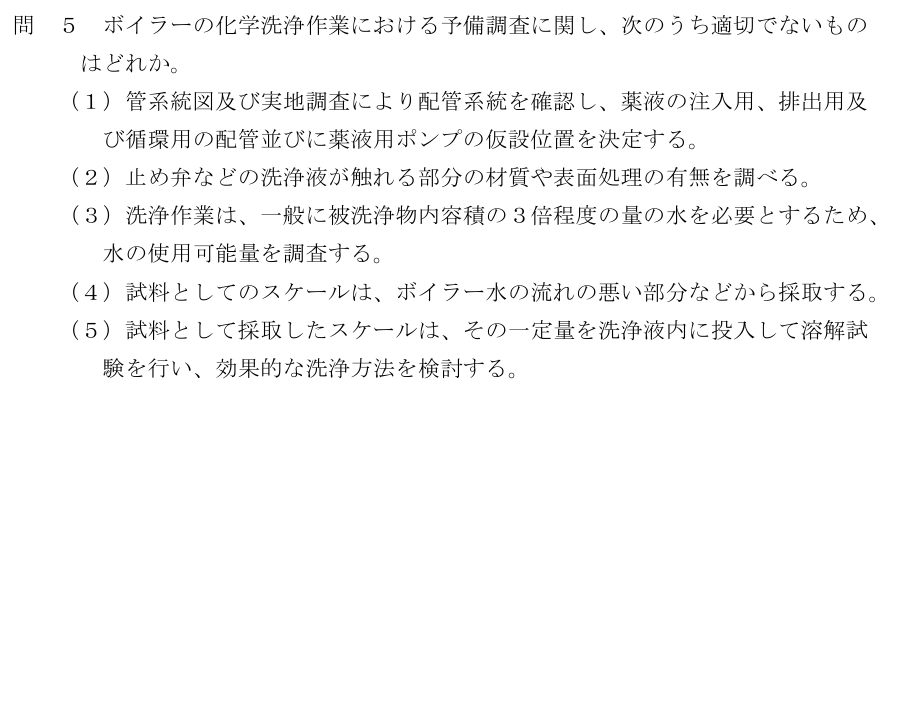 問　５　ボイラーの化学洗浄作業における予備調査に関し、次のうち適切でないもの
はどれか。
（１）管系統図及び実地調査により配管系統を確認し、薬液の注入用、排出用及
び循環用の配管並びに薬液用ポンプの仮設位置を決定する。
（２）止め弁などの洗浄液が触れる部分の材質や表面処理の有無を調べる。
（３）洗浄作業は、一般に被洗浄物内容積の３倍程度の量の水を必要とするため、
水の使用可能量を調査する。
（４）試料としてのスケールは、ボイラー水の流れの悪い部分などから採取する。
（５）試料として採取したスケールは、その一定量を洗浄液内に投入して溶解試
験を行い、効果的な洗浄方法を検討する。